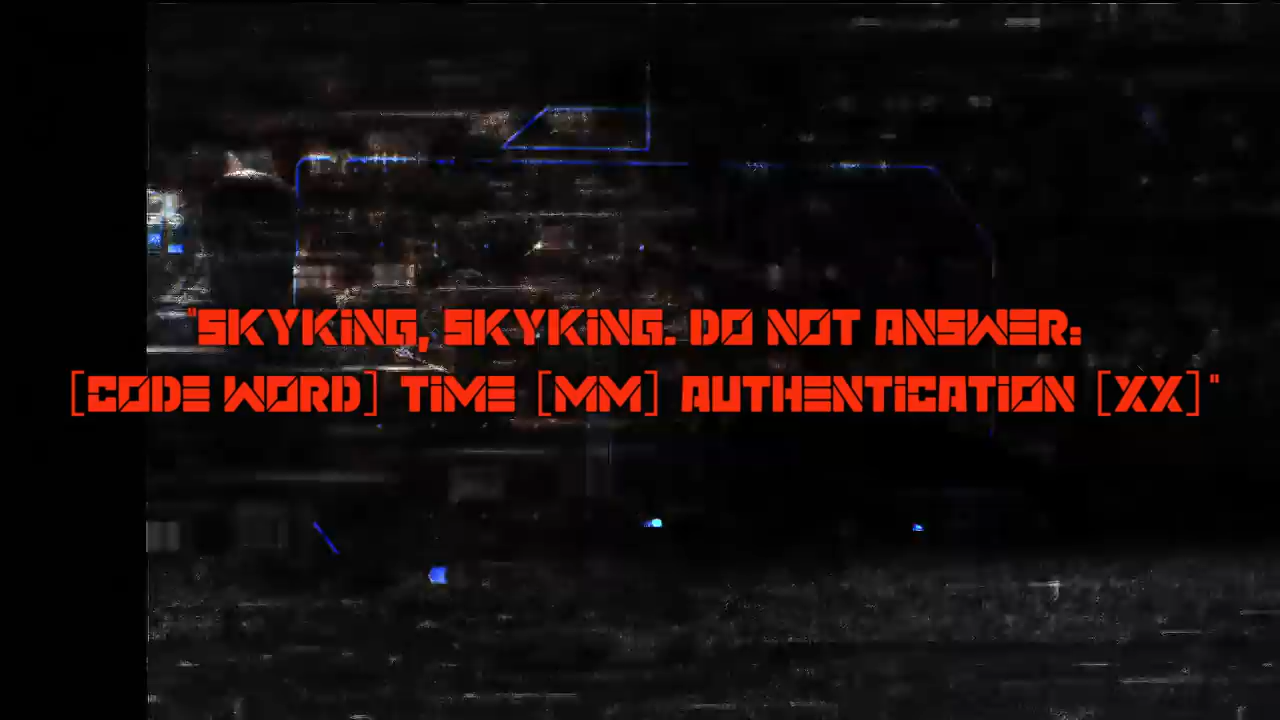 "SKYKiNG, SKYKiNG. DO NOT ANSWER:
[CODE WORD] TiME [MM] AUTHENTiCATiON [XX]"